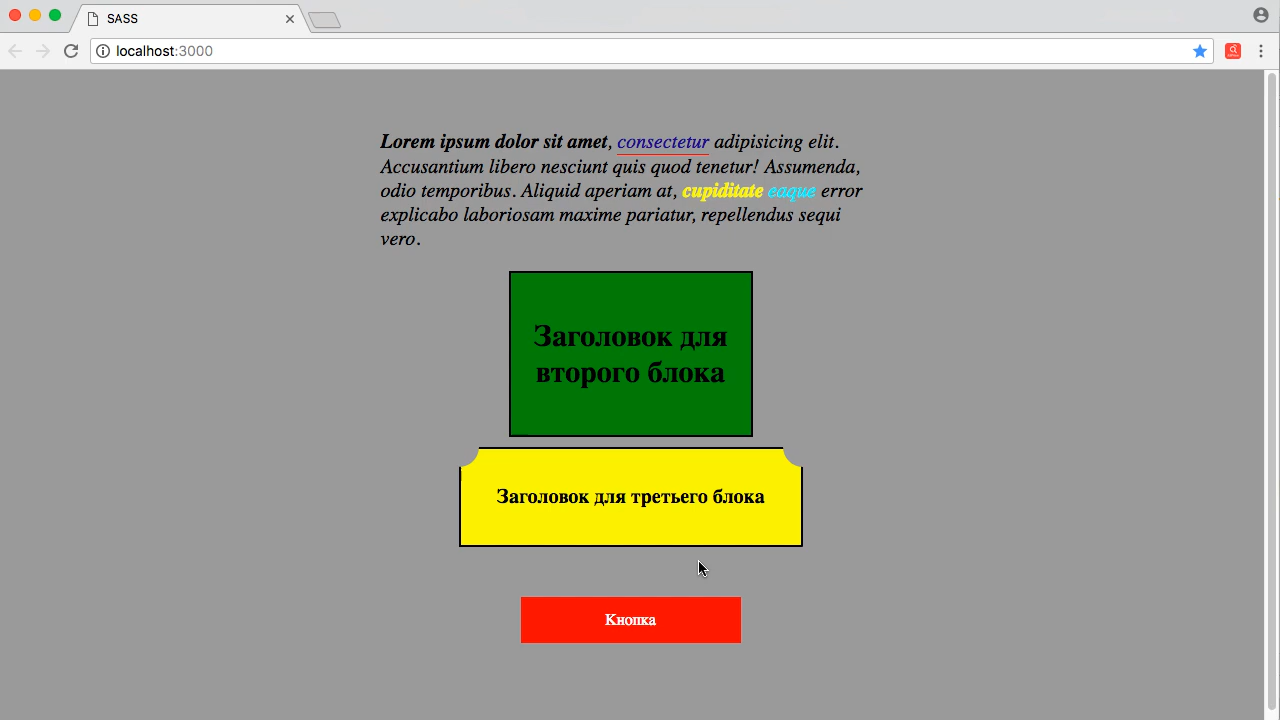 SASS
localhost:3000
Lorem ipsum dolor sit amet, consectetur adipisicing elit.
Accusantium libero nesciunt quis quod tenetur! Assumenda,
odio temporibus. Aliquid aperiam at, cupiditate eaque error
explicabo laboriosam maxime pariatur, repellendus sequi
vero.
Заголовок для
второго блока
Заголовок для третьего блока
Кнопка